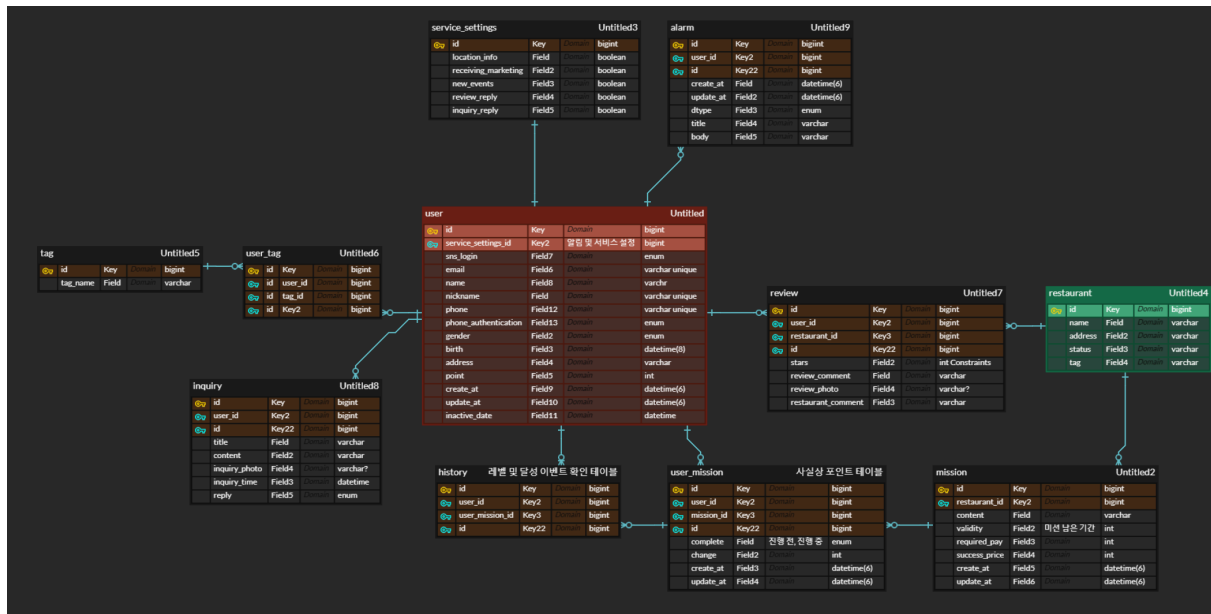 service_settings Untitled3
id Key Domain bigint
location_info Field Domain boolean
receiving_marketing Field2 Domain boolean
new_events Field3 Domain boolean
review_reply Field4 Domain boolean
inquiry_reply Field5 Domain boolean
alarm Untitled9
id Key Domain bigint
user_id Key2 Domain bigint
id Key22 Domain bigint
create_at Field Domain datetime(6)
update_at Field2 Domain datetime(6)
dtype Field3 Domain enum
title Field4 Domain varchar
body Field5 Domain varchar
user Untitled
id Key Domain bigint
service_settings_id Key2 알림 및 서비스 설정 bigint
sns_login Field7 Domain enum
email Field6 Domain varchar unique
name Field8 Domain varchr
nickname Field Domain varchar unique
phone Field12 Domain varchar unique
phone_authentication Field13 Domain enum
gender Field2 Domain enum
birth Field3 Domain datetime(8)
address Field4 Domain varchar
point Field5 Domain int
create_at Field9 Domain datetime(6)
update_at Field10 Domain datetime(6)
inactive_date Field11 Domain datetime
tag Untitled5
id Key Domain bigint
tag_name Field Domain varchar
user_tag Untitled6
id Key Domain bigint
id user_id Domain bigint
id tag_id Domain bigint
id Key2 Domain bigint
review Untitled7
id Key Domain bigint
user_id Key2 Domain bigint
restaurant_id Key3 Domain bigint
id Key22 Domain bigint
stars Field2 Domain int Constraints
review_comment Field Domain varchar
review_photo Field4 Domain varchar?
restaurant_comment Field3 Domain varchar
restaurant Untitled4
id Key Domain bigint
name Field Domain varchar
address Field2 Domain varchar
status Field3 Domain varchar
tag Field4 Domain varchar
inquiry Untitled8
id Key Domain bigint
user_id Key2 Domain bigint
id Key22 Domain bigint
title Field Domain varchar
content Field2 Domain varchar
inquiry_photo Field4 Domain varchar?
inquiry_time Field3 Domain datetime
reply Field5 Domain enum
history 레벨 및 달성 이벤트 확인 테이블
id Key Domain bigint
user_id Key2 Domain bigint
user_mission_id Key3 Domain bigint
id Key22 Domain bigint
user_mission 사실상 포인트 테이블
id Key Domain bigint
user_id Key2 Domain bigint
mission_id Key3 Domain bigint
id Key22 Domain bigint
complete Field 진행 전, 진행 중 enum
change Field2 Domain int
create_at Field3 Domain datetime(6)
update_at Field4 Domain datetime(6)
mission Untitled2
id Key Domain bigint
restaurant_id Key2 Domain bigint
content Field Domain varchar
validity Field2 미션 남은 기간 int
required_pay Field3 Domain int
success_price Field4 Domain int
create_at Field5 Domain datetime(6)
update_at Field6 Domain datetime(6)